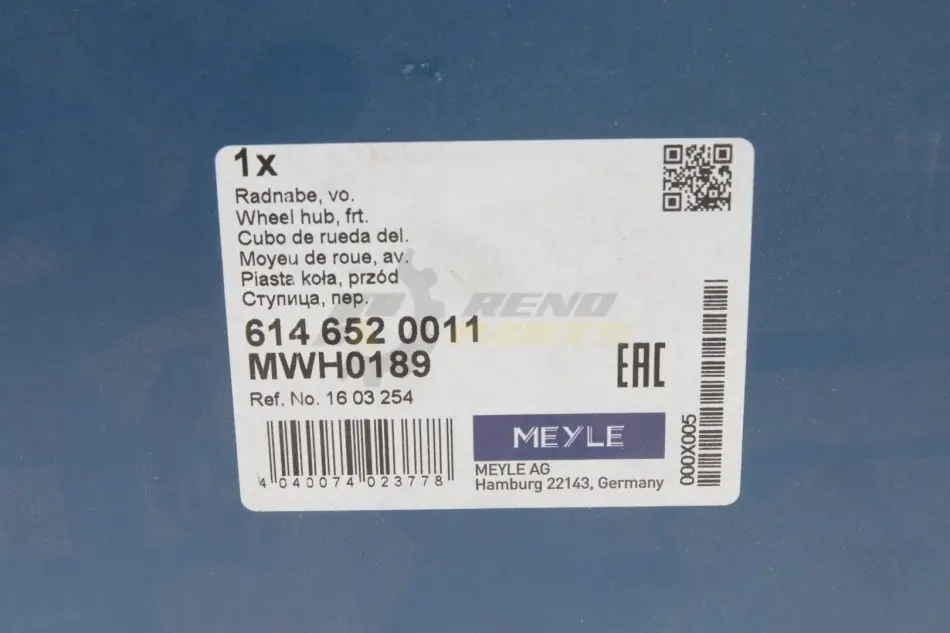 1x
Radnabe, vo.
Wheel hub, frt.
Cubo de rueda del.
Moyeu de roue, av.
Piasta koła, przód
Ступица, пер.
RENO
PARTS
614 652 0011
MWH0189
EAC
Ref. No. 16 03 254
MEYLE
MEYLE AG
Hamburg 22143, Germany
4 040074 023778
000X005